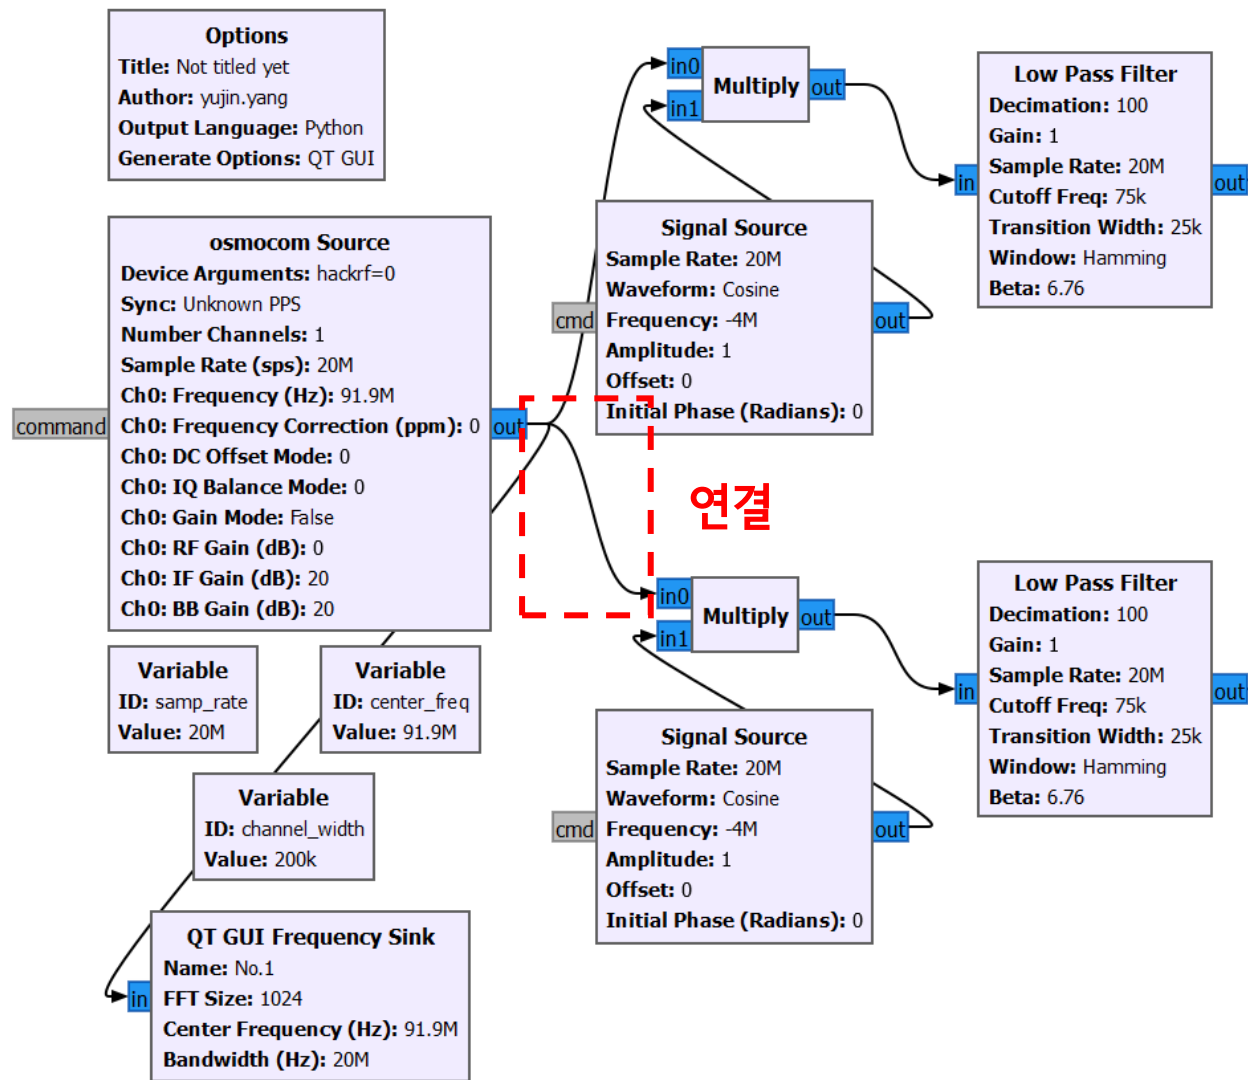 Options
Title: Not titled yet
Author: yujin.yang
Output Language: Python
Generate Options: QT GUI
osmocom Source
Device Arguments: hackrf=0
Sync: Unknown PPS
Number Channels: 1
Sample Rate (sps): 20M
Ch0: Frequency (Hz): 91.9M
Ch0: Frequency Correction (ppm): 0
Ch0: DC Offset Mode: 0
Ch0: IQ Balance Mode: 0
Ch0: Gain Mode: False
Ch0: RF Gain (dB): 0
Ch0: IF Gain (dB): 20
Ch0: BB Gain (dB): 20
command
out
Variable
ID: samp_rate
Value: 20M
Variable
ID: center_freq
Value: 91.9M
Variable
ID: channel_width
Value: 200k
QT GUI Frequency Sink
Name: No.1
FFT Size: 1024
Center Frequency (Hz): 91.9M
Bandwidth (Hz): 20M
in
in0
in1
Multiply
out
Signal Source
Sample Rate: 20M
Waveform: Cosine
Frequency: -4M
Amplitude: 1
Offset: 0
Initial Phase (Radians): 0
cmd
out
Low Pass Filter
Decimation: 100
Gain: 1
Sample Rate: 20M
Cutoff Freq: 75k
Transition Width: 25k
Window: Hamming
Beta: 6.76
in
out
연결
in0
in1
Multiply
out
Signal Source
Sample Rate: 20M
Waveform: Cosine
Frequency: -4M
Amplitude: 1
Offset: 0
Initial Phase (Radians): 0
cmd
out
Low Pass Filter
Decimation: 100
Gain: 1
Sample Rate: 20M
Cutoff Freq: 75k
Transition Width: 25k
Window: Hamming
Beta: 6.76
in
out